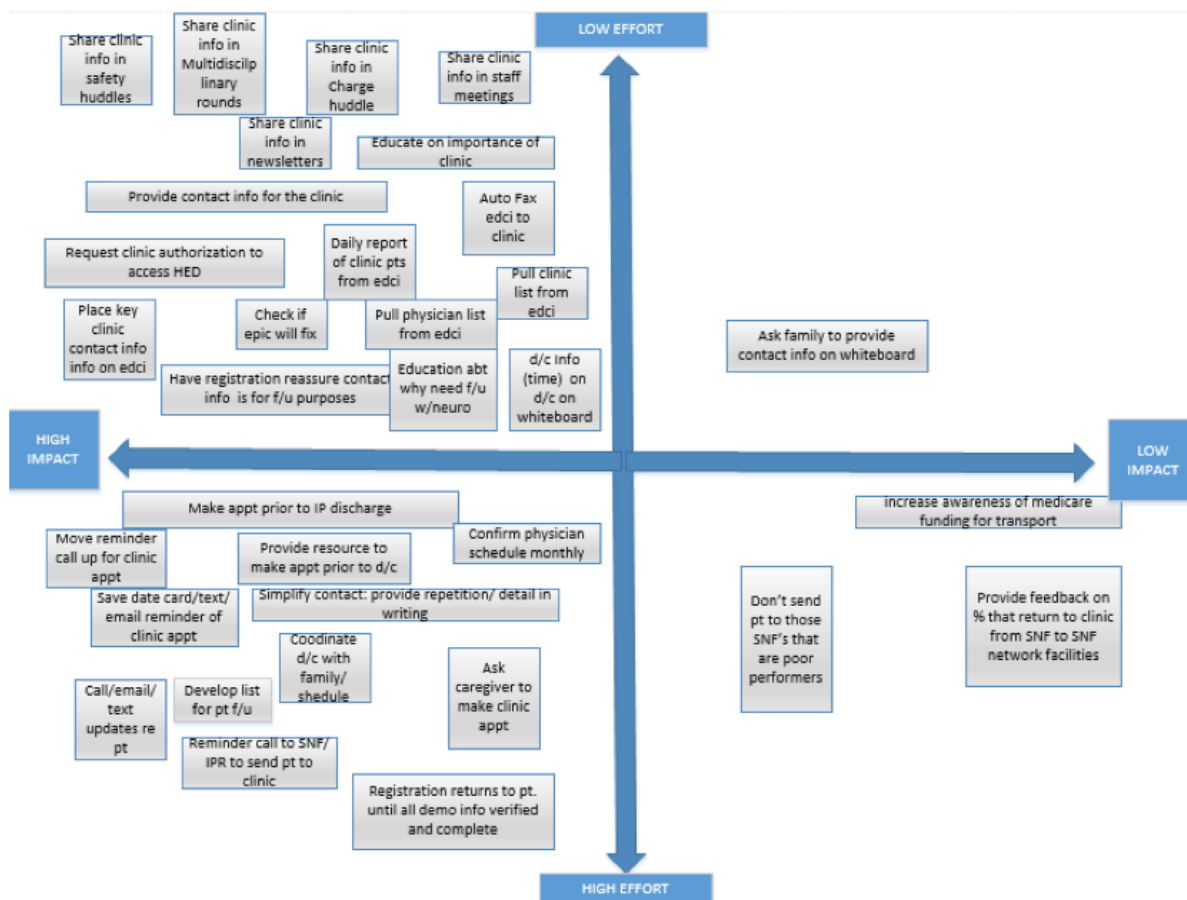 LOW EFFORT
Share clinic
info in
safety
huddles
Share clinic
info in
Multidiscilp
linary
rounds
Share clinic
info in
Charge
huddle
Share clinic
info in staff
meetings
Share clinic
info in
newsletters
Educate on importance of
clinic
Provide contact info for the clinic
Auto Fax
edci to
clinic
Request clinic authorization to
access HED
Daily report
of clinic pts
from edci
Pull clinic
list from
edci
Place key
clinic
contact info
info on edci
Check if
epic will fix
Pull physician list
from edci
Ask family to provide
contact info on whiteboard
Have registration reassure contact
info is for f/u purposes
Education abt
why need f/u
w/neuro
d/c Info
(time) on
d/c on
whiteboard
HIGH
IMPACT
LOW
IMPACT
Make appt prior to IP discharge
Increase awareness of medicare
funding for transport
Move reminder
call up for clinic
appt
Provide resource to
make appt prior to d/c
Confirm physician
schedule monthly
Save date card/text/
email reminder of
clinic appt
Simplify contact: provide repetition/ detail in
writing
Don't send
pt to those
SNF's that
are poor
performers
Provide feedback on
% that return to clinic
from SNF to SNF
network facilities
Coodinate
d/c with
family/
shedule
Ask
caregiver to
make clinic
appt
Call/email/
text
updates re
pt
Develop list
for pt f/u
Reminder call to SNF/
IPR to send pt to
clinic
Registration returns to pt.
until all demo info verified
and complete
HIGH EFFORT